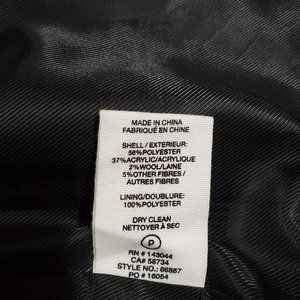 MADE IN CHINA
FABRIQUÉ EN CHINE
SHELL / EXTERIEUR:
56%POLYESTER
37%ACRYLIC/ACRYLIQUE
2%WOOL/LAINE
5%OTHER FIBRES /
AUTRES FIBRES
LINING/DOUBLURE:
100%POLYESTER
DRY CLEAN
NETTOYER À SEC
P
RN # 143044
CA# 58734
STYLE NO.: 66887
PO # 16054